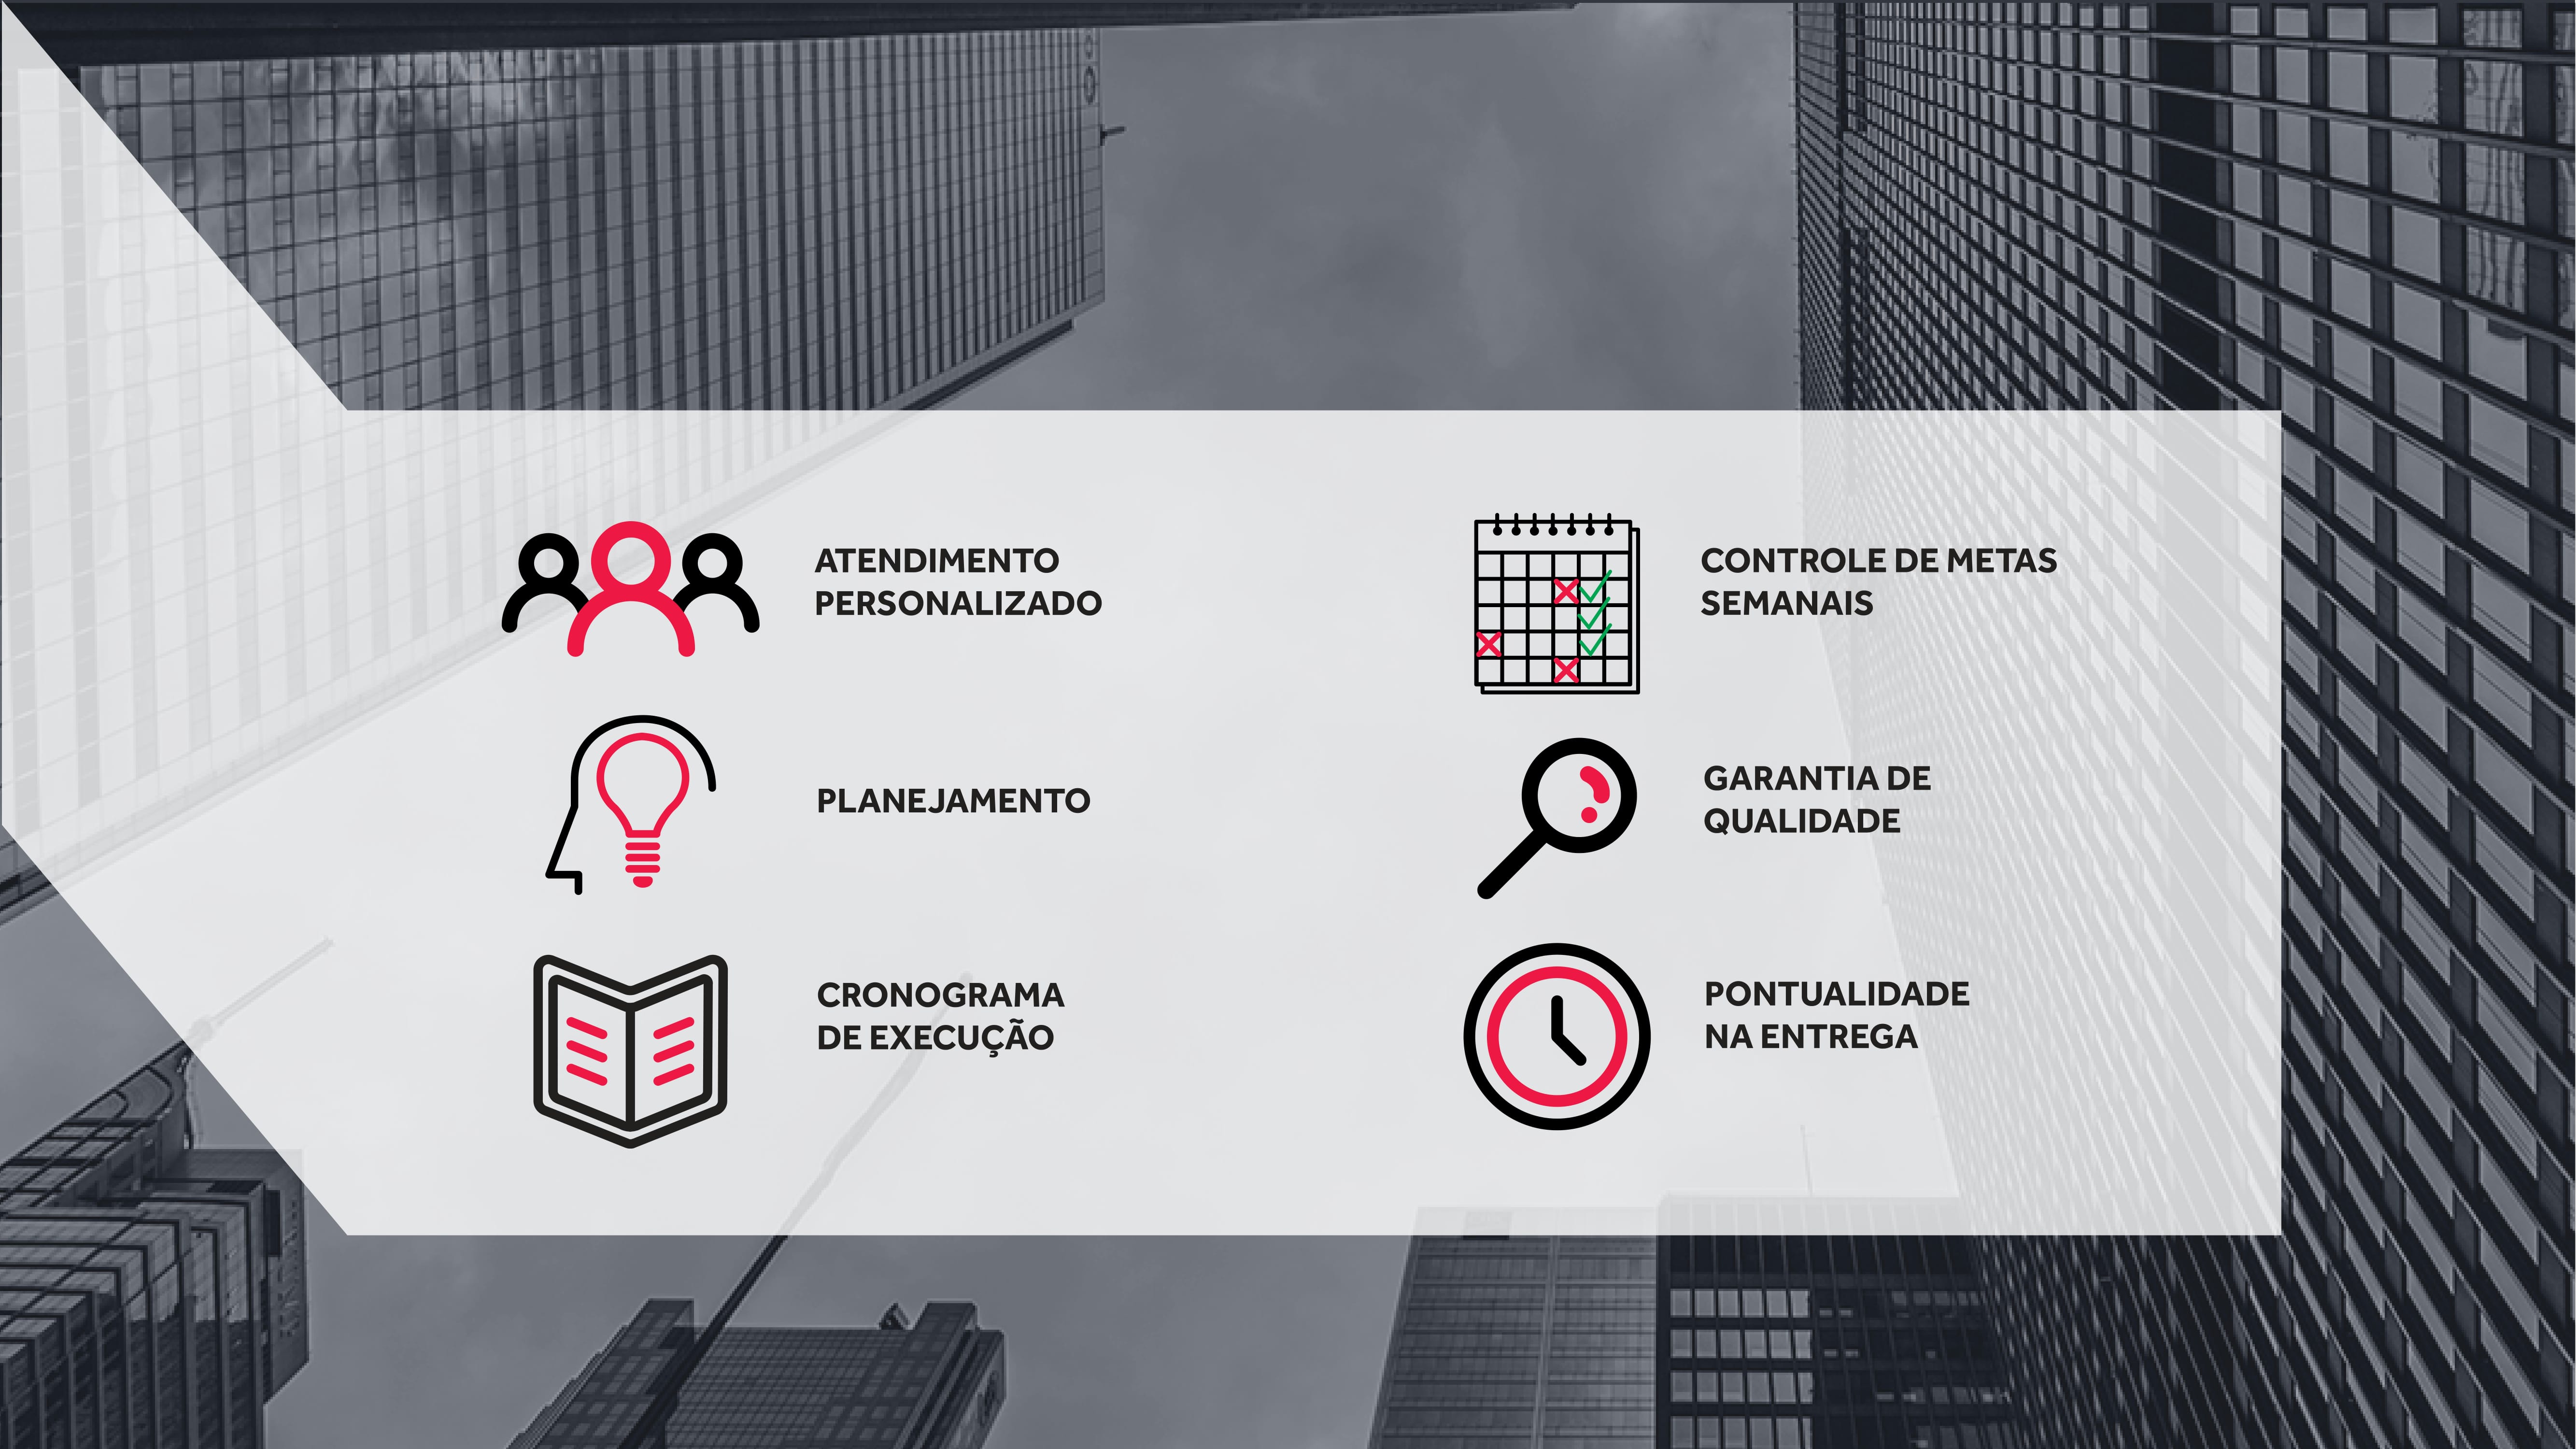 ATENDIMENTO
PERSONALIZADO
PLANEJAMENTO
CRONOGRAMA
DE EXECUÇÃO
CONTROLE DE METAS
SEMANAIS
GARANTIA DE
QUALIDADE
PONTUALIDADE
NA ENTREGA